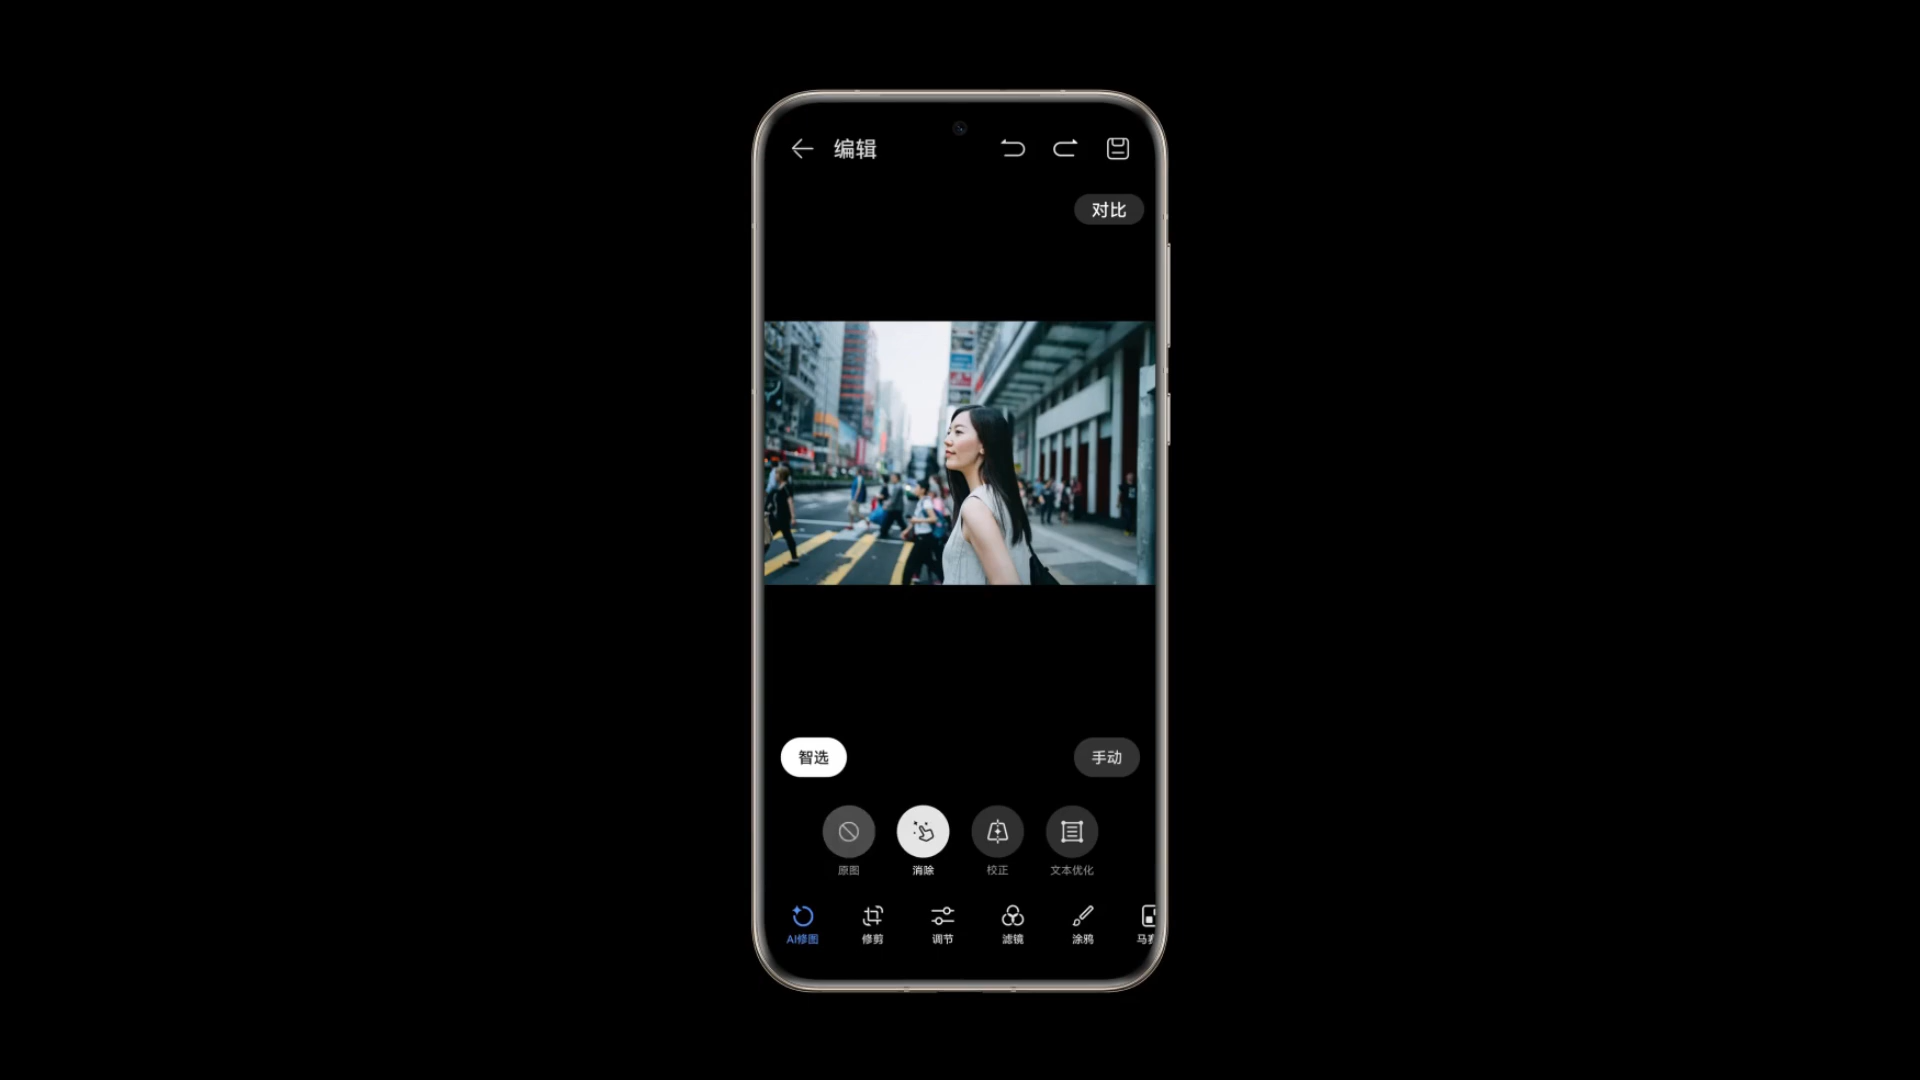 编辑
对比
智选
手动
原图
消除
校正
文本优化
AI修图
修剪
调节
滤镜
涂鸦
马